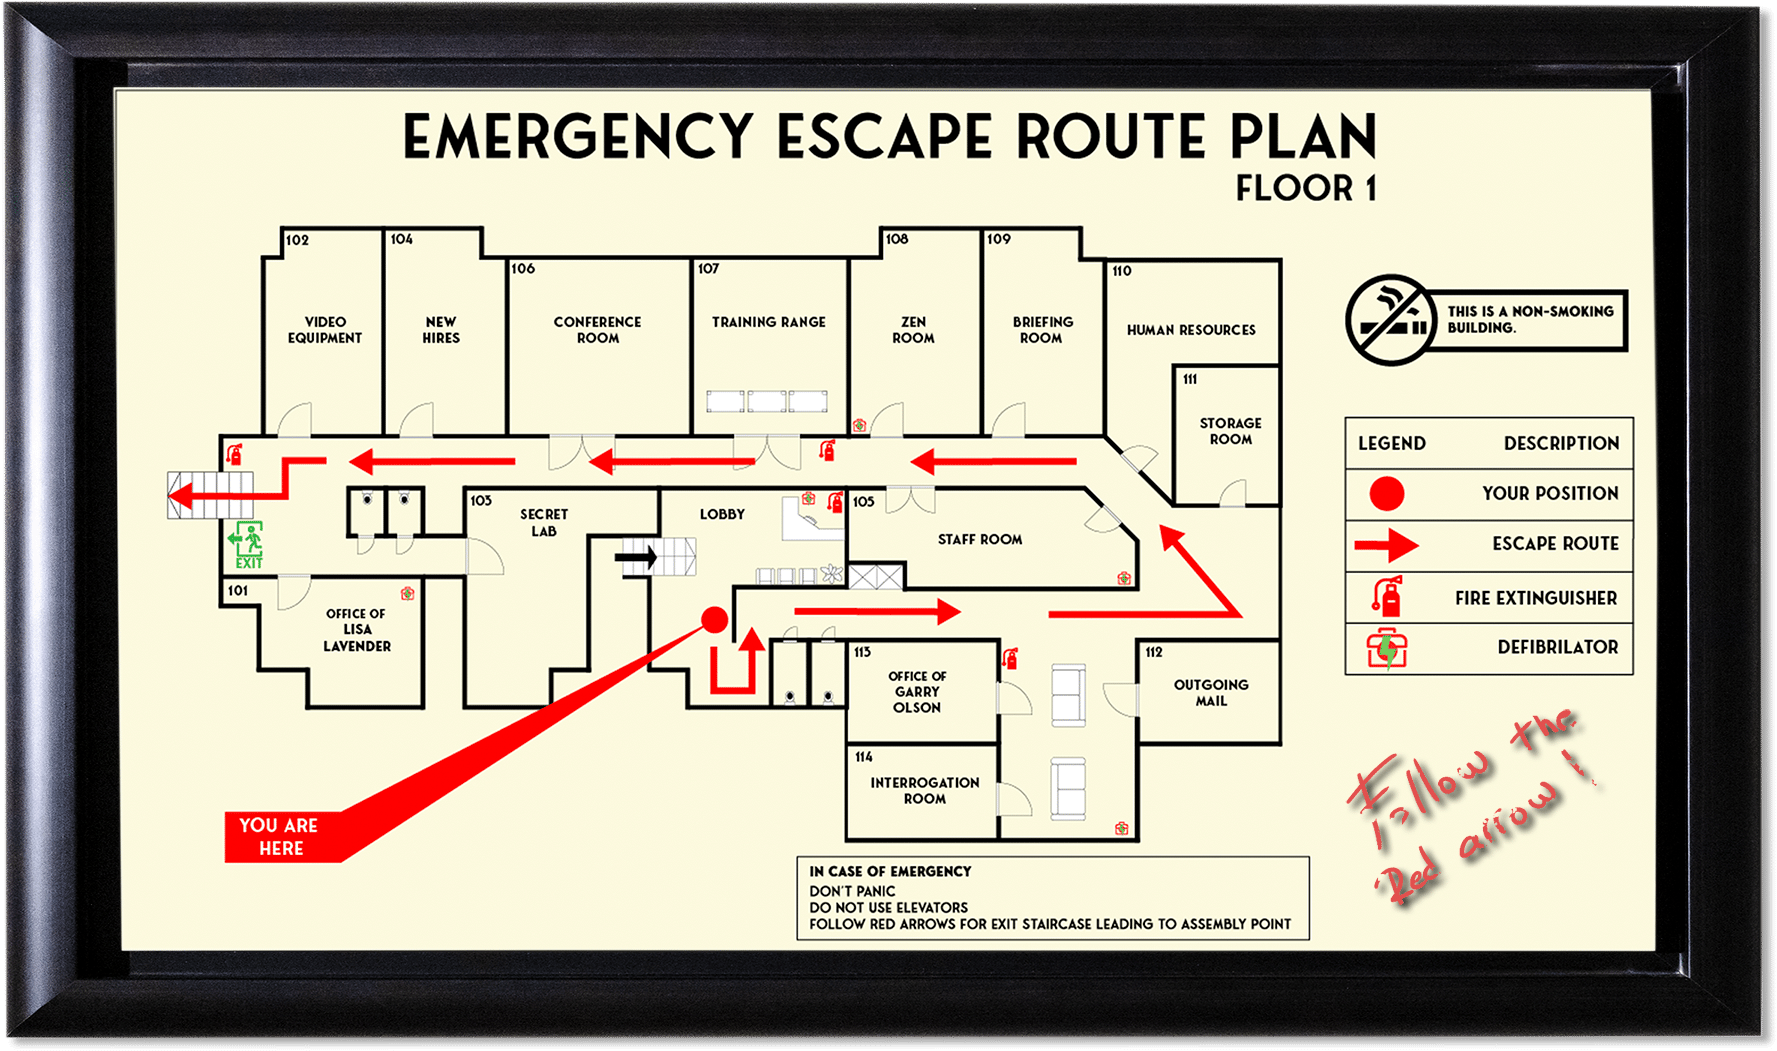 EMERGENCY ESCAPE ROUTE PLAN
FLOOR 1
102
VIDEO
EQUIPMENT
104
NEW
HIRES
106
CONFERENCE
ROOM
107
TRAINING RANGE
108
ZEN
ROOM
109
BRIEFING
ROOM
110
HUMAN RESOURCES
111
STORAGE
ROOM
103
SECRET
LAB
LOBBY
105
STAFF ROOM
EXIT
101
OFFICE OF
LISA
LAVENDER
113
OFFICE OF
GARRY
OLSON
112
OUTGOING
MAIL
114
INTERROGATION
ROOM
YOU ARE
HERE
THIS IS A NON-SMOKING
BUILDING.
LEGEND DESCRIPTION
YOUR POSITION
ESCAPE ROUTE
FIRE EXTINGUISHER
DEFIBRILATOR
Follow the
Red arrow!
IN CASE OF EMERGENCY
DON'T PANIC
DO NOT USE ELEVATORS
FOLLOW RED ARROWS FOR EXIT STAIRCASE LEADING TO ASSEMBLY POINT